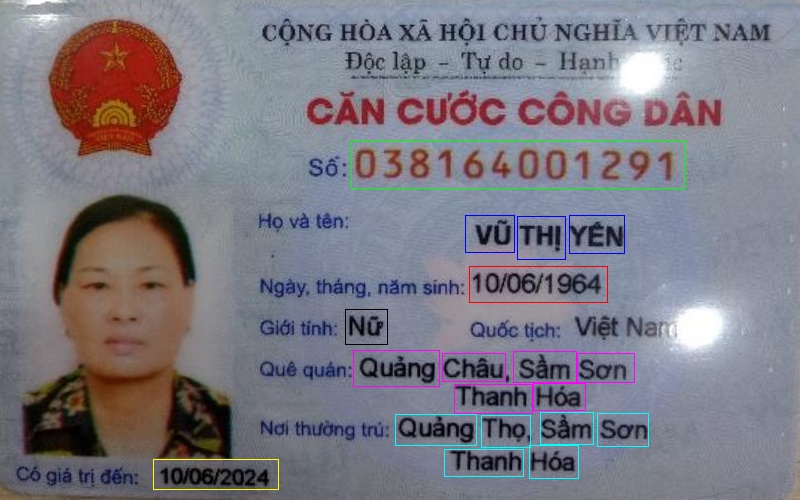 CỘNG HÒA XÃ HỘI CHỦ NGHĨA VIỆT NAM
Độc lập - Tự do - Hạnh
CĂN CƯỚC CÔNG DÂN
Số: 038164001291
Họ và tên: VŨ THỊ YÊN
Ngày, tháng, năm sinh: 10/06/1964
Giới tính: Nữ Quốc tịch: Việt Nam
Quê quán: Quảng Châu, Sầm Sơn
Thanh Hóa
Nơi thường trú: Quảng Thọ, Sầm Sơn
Thanh Hóa
Có giá trị đến: 10/06/2024